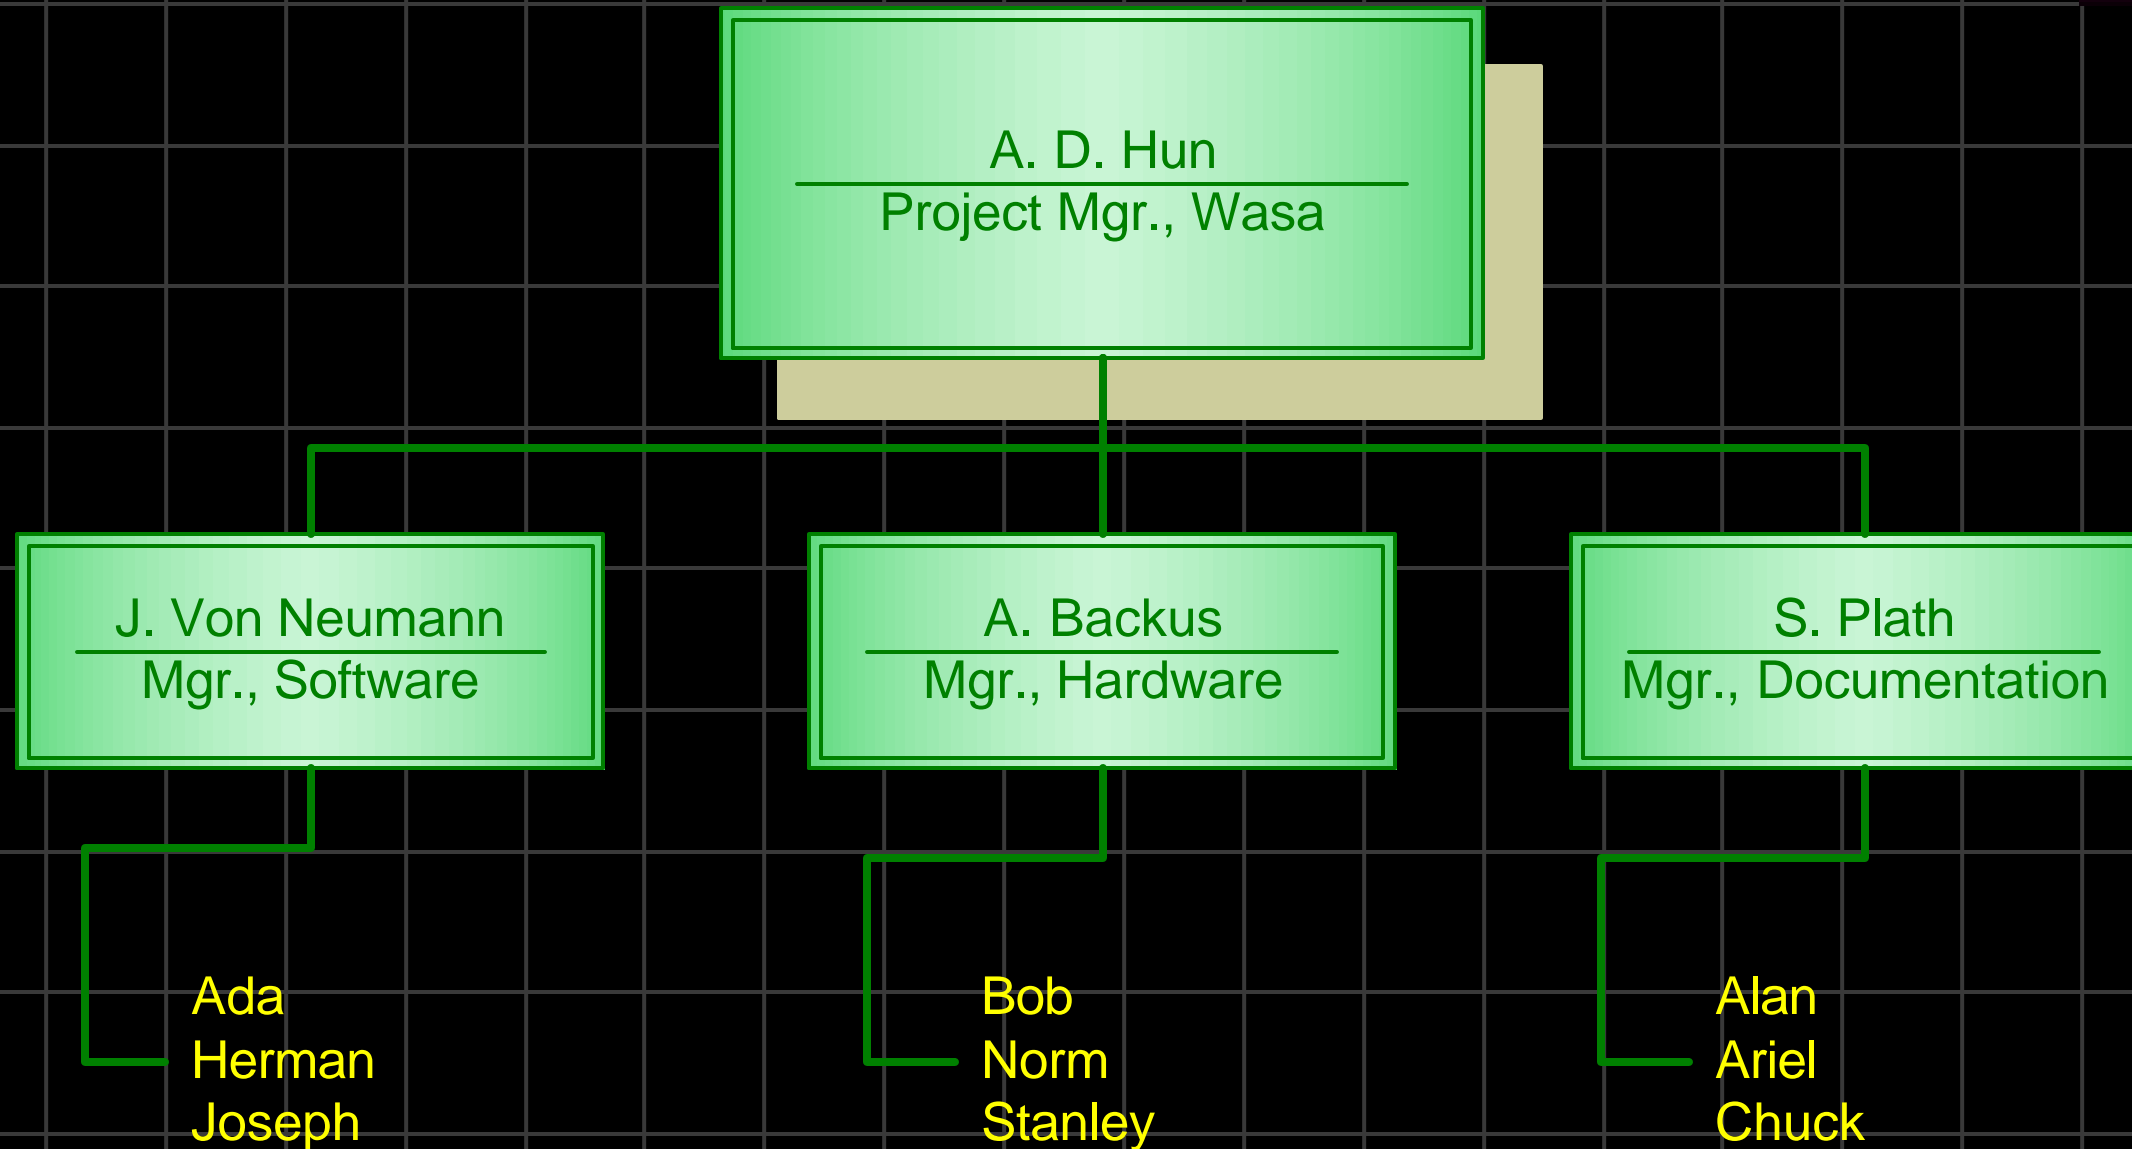 A. D. Hun
Project Mgr., Wasa
J. Von Neumann
Mgr., Software
A. Backus
Mgr., Hardware
S. Plath
Mgr., Documentation
Ada
Herman
Joseph
Bob
Norm
Stanley
Alan
Ariel
Chuck